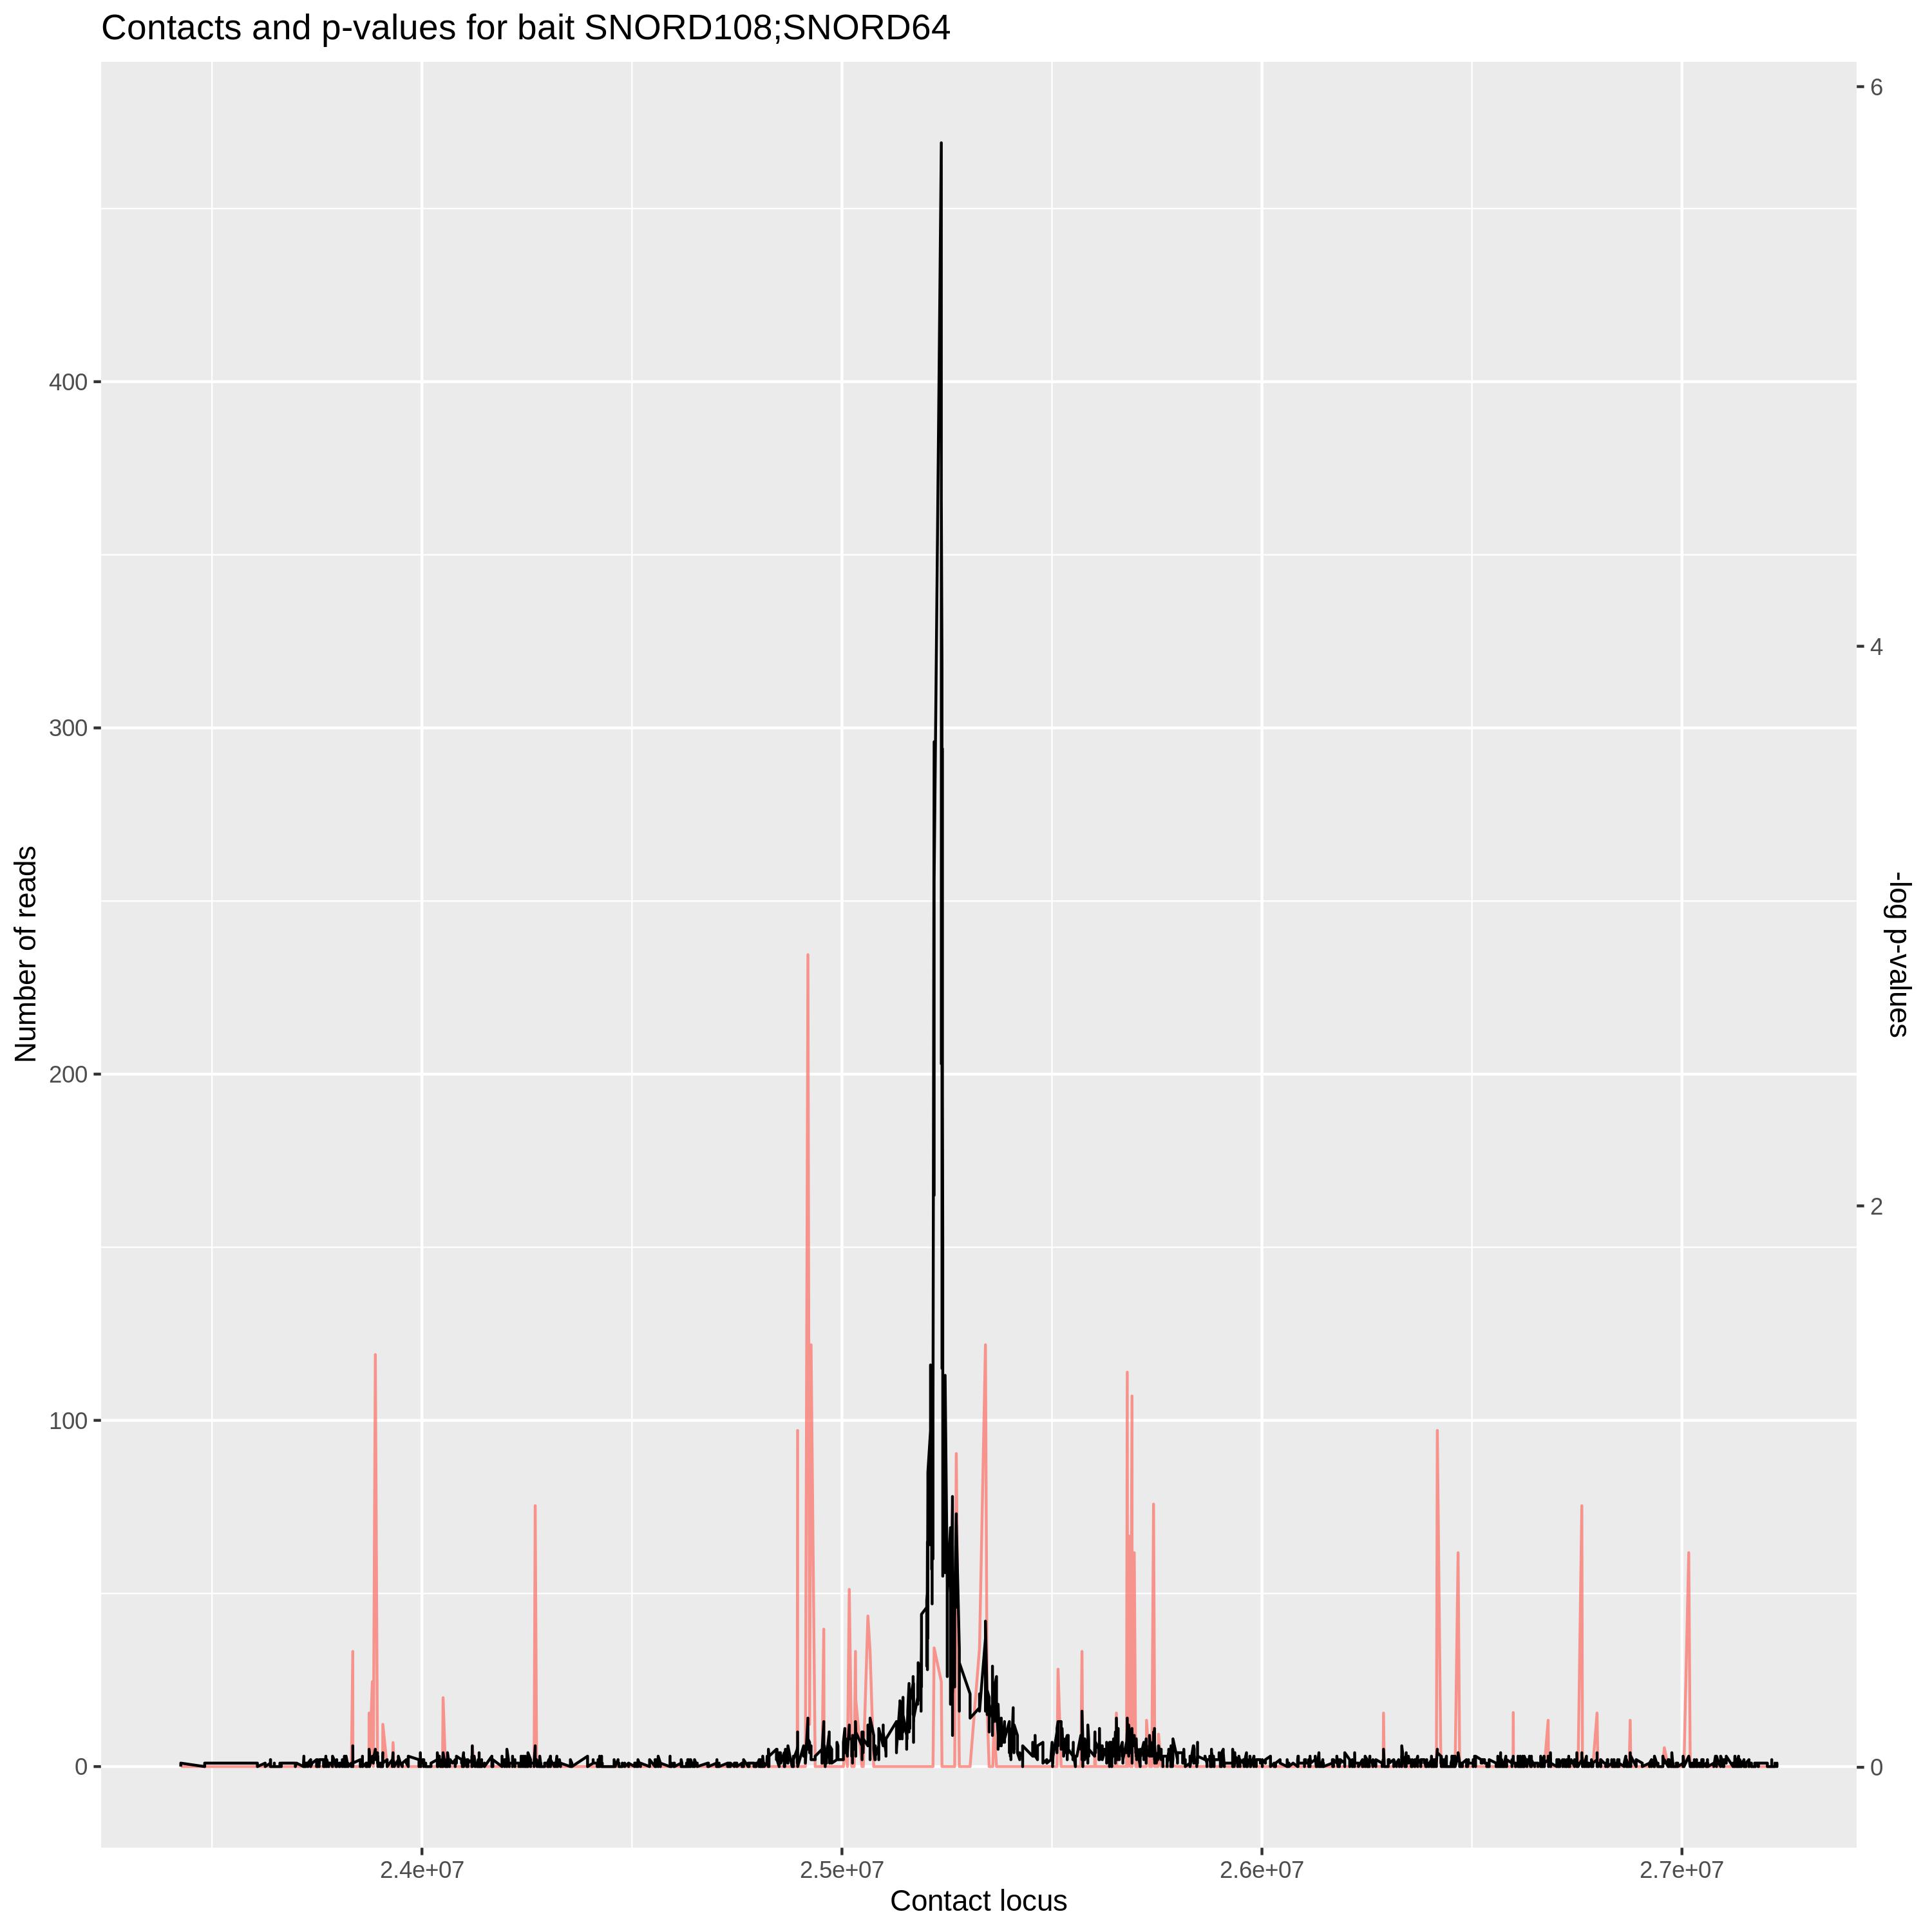 Contacts and p-values for bait SNORD108;SNORD64
6
400
4
300
Number of reads
-log p-values
200
2
100
0
0
2.4e+07
2.5e+07
2.6e+07
2.7e+07
Contact locus